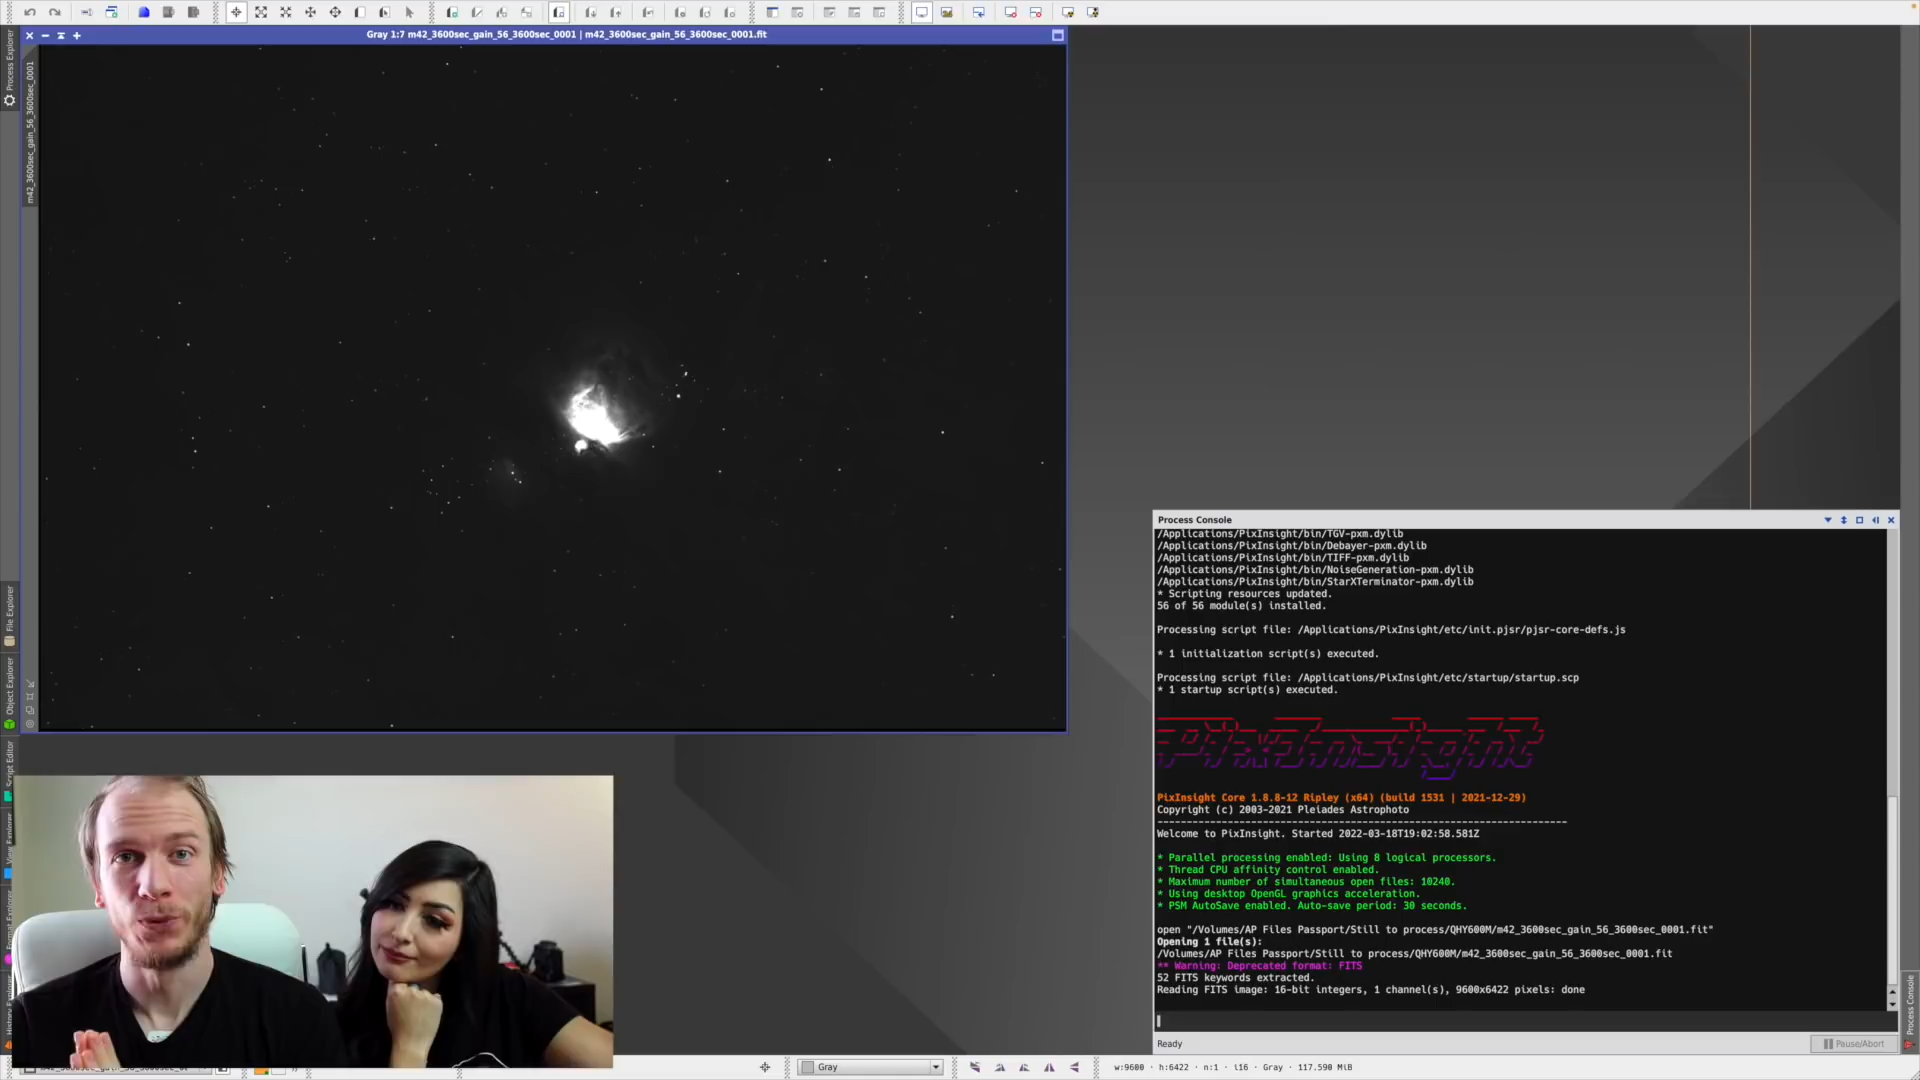 Gray 1:7 m42_3600sec_gain_56_3600sec_0001 | m42_3600sec_gain_56_3600sec_0001.fit
Process Explorer
m42_3600sec_gain_56_3600sec_0001
File Explorer
Object Explorer
Script Editor
View Explorer
Format Explorer
History Explorer
Process Console
/Applications/PixInsight/bin/TGV-pxm.dylib
/Applications/PixInsight/bin/Debayer-pxm.dylib
/Applications/PixInsight/bin/TIFF-pxm.dylib
/Applications/PixInsight/bin/NoiseGeneration-pxm.dylib
/Applications/PixInsight/bin/StarXTerminator-pxm.dylib
* Scripting resources updated.
56 of 56 module(s) installed.
Processing script file: /Applications/PixInsight/etc/init.pjsr/pjsr-core-defs.js
* 1 initialization script(s) executed.
Processing script file: /Applications/PixInsight/etc/startup/startup.scp
* 1 startup script(s) executed.
PixInsight
PixInsight Core 1.8.8-12 Ripley (x64) (build 1531 | 2021-12-29)
Copyright (c) 2003-2021 Pleiades Astrophoto
----------------------------------------------------------------------
Welcome to PixInsight. Started 2022-03-18T19:02:58.581Z
* Parallel processing enabled: Using 8 logical processors.
* Thread CPU affinity control enabled.
* Maximum number of simultaneous open files: 10240.
* Using desktop OpenGL graphics acceleration.
* PSM AutoSave enabled. Auto-save period: 30 seconds.
open "/Volumes/AP Files Passport/Still to process/QHY600M/m42_3600sec_gain_56_3600sec_0001.fit"
Opening 1 file(s):
/Volumes/AP Files Passport/Still to process/QHY600M/m42_3600sec_gain_56_3600sec_0001.fit
** Warning: Deprecated format: FITS
52 FITS keywords extracted.
Reading FITS image: 16-bit integers, 1 channel(s), 9600x6422 pixels: done
Process Console
Ready
Pause/Abort
Gray
w:9600 · h:6422 · n:1 · i16 · Gray · 117.590 MiB